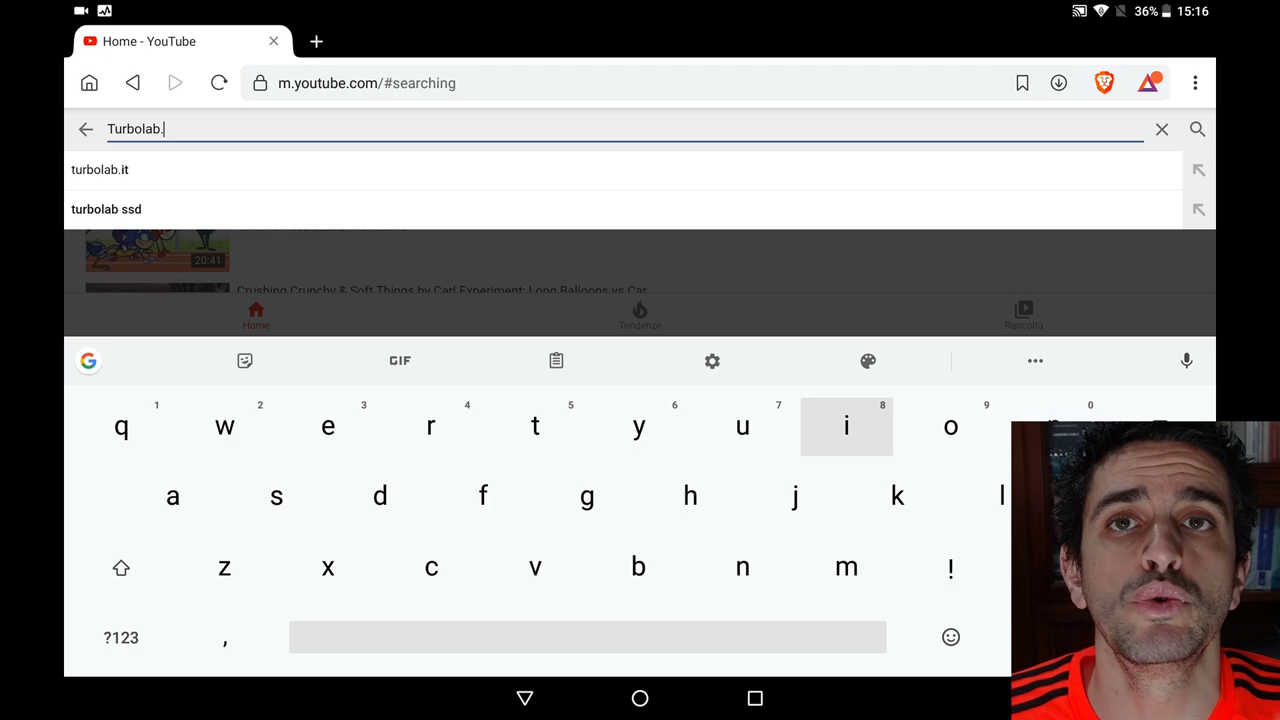 36% 15:16
Home - YouTube
m.youtube.com/#searching
Turbolab.
turbolab.it
turbolab ssd
20:41
Crushing Crunchy & Soft Things by Carl Experiment: Long Balloons vs Car
Home Tendenze Raccolta
GIF
1 2 3 4 5 6 7 8 9 0
q w e r t y u i o
a s d f g h j k l
z x c v b n m !
?123 ,